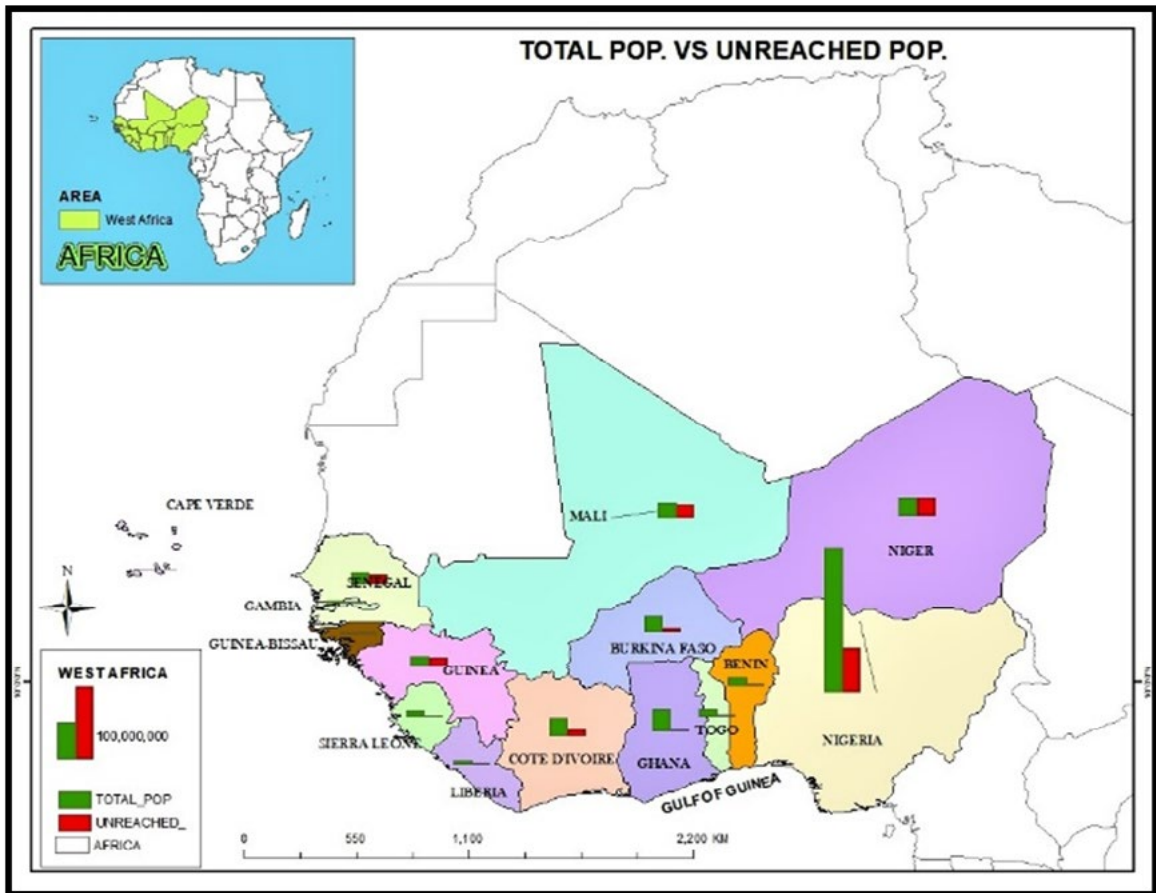 TOTAL POP. VS UNREACHED POP.
AREA
West Africa
AFRICA
CAPE VERDE
MALI
NIGER
SENEGAL
GAMBIA
GUINEA-BISSAU
GUINEA
BURKINA FASO
BENIN
TOGO
SIERRA LEONE
LIBERIA
COTE D'IVOIRE
GHANA
NIGERIA
GULF OF GUINEA
N
WEST AFRICA
100,000,000
TOTAL_POP
UNREACHED_
AFRICA
0 550 1,100 2,200 KM